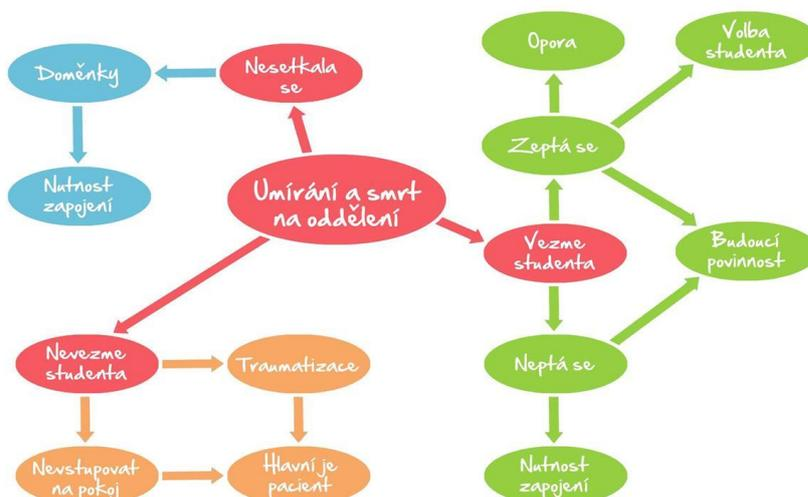 Opora
Volba
studenta
Doměnky
Nesetkala
se
Zeptá se
Nutnost
zapojení
Umírání a smrt
na oddělení
Vezme
studenta
Budoucí
povinnost
Nevezme
studenta
Traumatizace
Neptá se
Nevstupovat
na pokoj
Hlavní je
pacient
Nutnost
zapojení